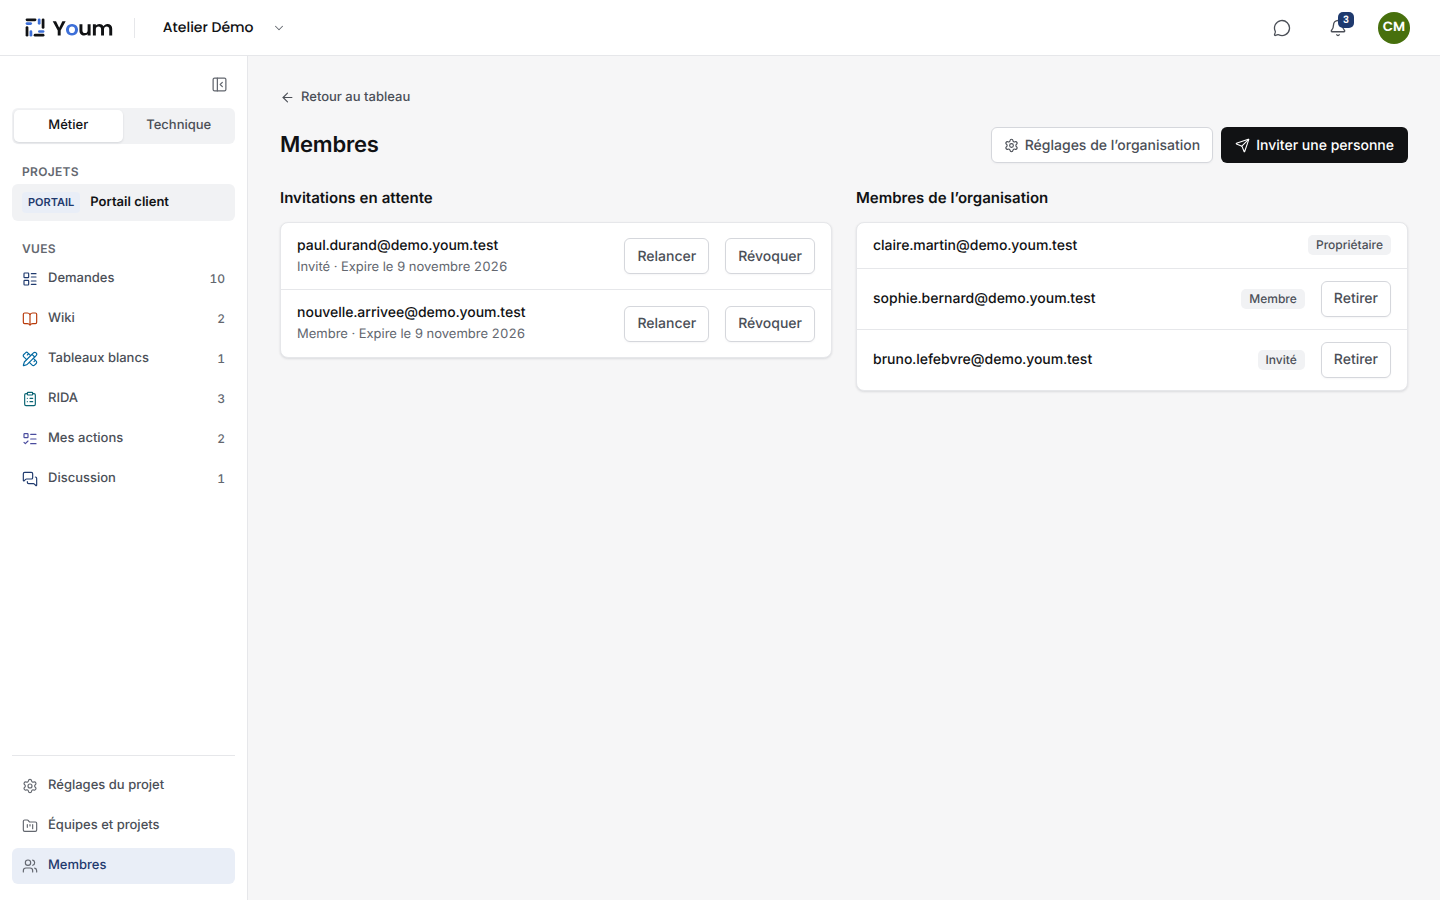 Youm
Atelier Démo
3
CM
Métier
Technique
PROJETS
PORTAIL Portail client
VUES
Demandes 10
Wiki 2
Tableaux blancs 1
RIDA 3
Mes actions 2
Discussion 1
Réglages du projet
Équipes et projets
Membres
Retour au tableau
Membres
Réglages de l’organisation
Inviter une personne
Invitations en attente
paul.durand@demo.youm.test
Invité · Expire le 9 novembre 2026
Relancer
Révoquer
nouvelle.arrivee@demo.youm.test
Membre · Expire le 9 novembre 2026
Relancer
Révoquer
Membres de l’organisation
claire.martin@demo.youm.test
Propriétaire
sophie.bernard@demo.youm.test
Membre
Retirer
bruno.lefebvre@demo.youm.test
Invité
Retirer